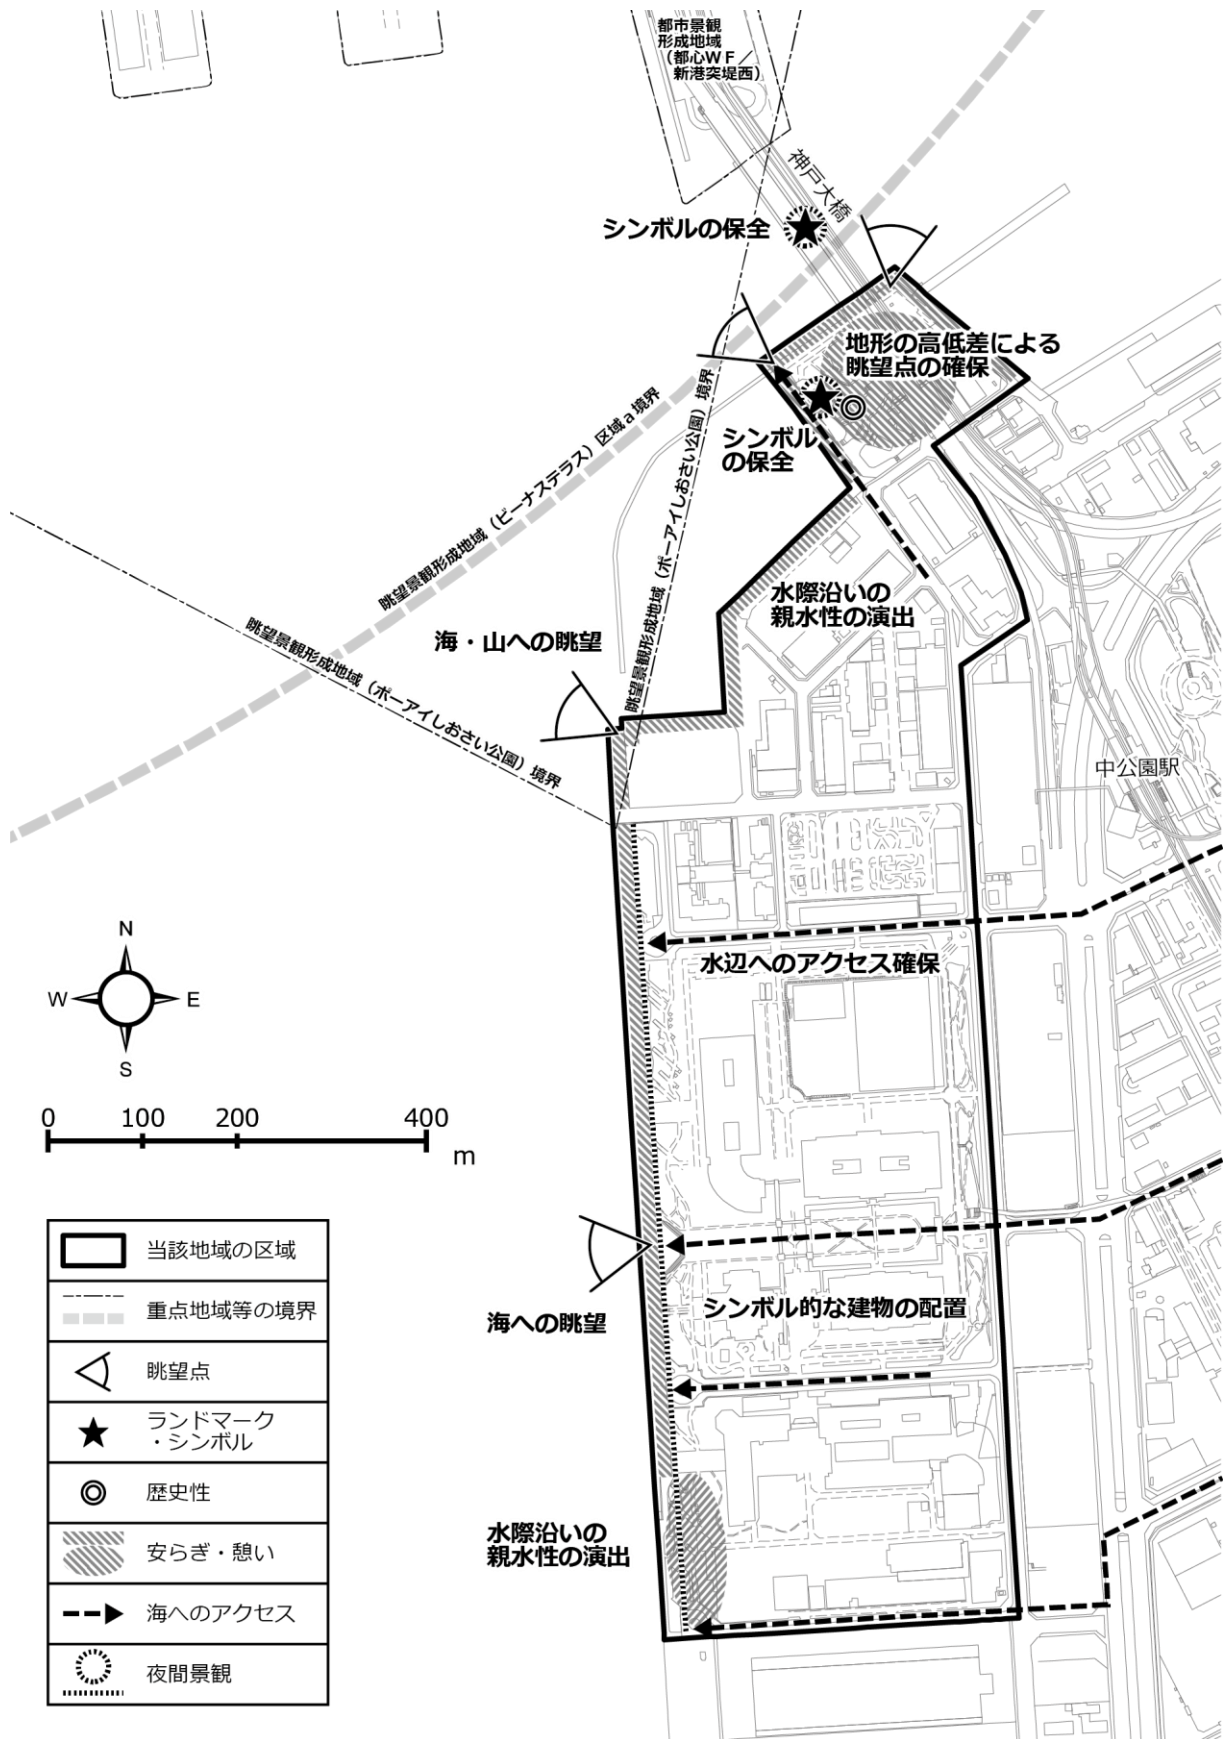 都市景観
形成地域
（都心ＷＦ／
新港突堤西）
神戸大橋
シンボルの保全
地形の高低差による
眺望点の確保
シンボル
の保全
眺望景観形成地域（ビーナステラス）区域ａ境界
眺望景観形成地域（ポーアイしおさい公園）境界
水際沿いの
親水性の演出
海・山への眺望
眺望景観形成地域（ポーアイしおさい公園）境界
中公園駅
水辺へのアクセス確保
N
W
E
S
0
100
200
400
m
海への眺望
シンボル的な建物の配置
水際沿いの
親水性の演出
当該地域の区域
重点地域等の境界
眺望点
ランドマーク
・シンボル
歴史性
安らぎ・憩い
海へのアクセス
夜間景観